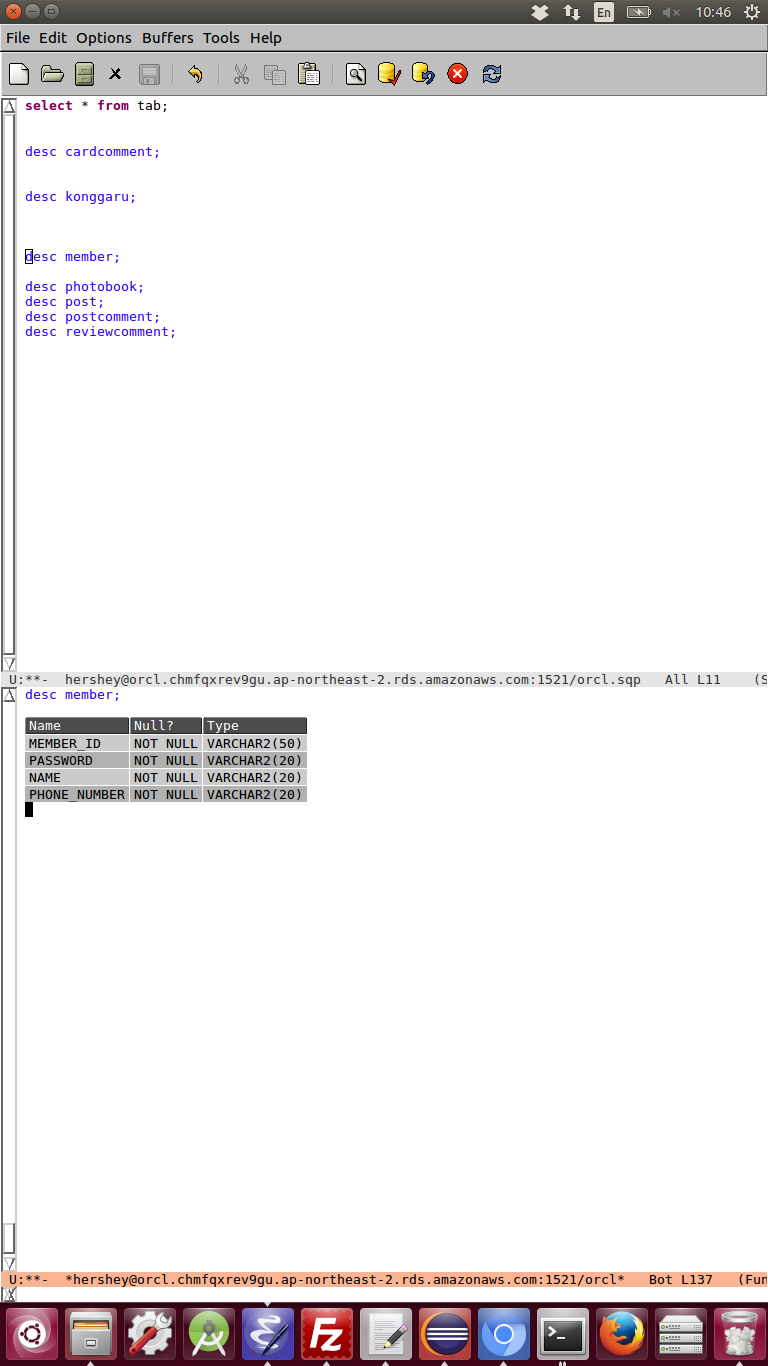 En 10:46
File Edit Options Buffers Tools Help
select * from tab;
desc cardcomment;
desc konggaru;
desc member;
desc photobook;
desc post;
desc postcomment;
desc reviewcomment;
U:**- hershey@orcl.chmfqxrev9gu.ap-northeast-2.rds.amazonaws.com:1521/orcl.sqp All L11 (S
desc member;
Name Null? Type
MEMBER_ID NOT NULL VARCHAR2(50)
PASSWORD NOT NULL VARCHAR2(20)
NAME NOT NULL VARCHAR2(20)
PHONE_NUMBER NOT NULL VARCHAR2(20)
U:**- *hershey@orcl.chmfqxrev9gu.ap-northeast-2.rds.amazonaws.com:1521/orcl* Bot L137 (Fun
Fz >_